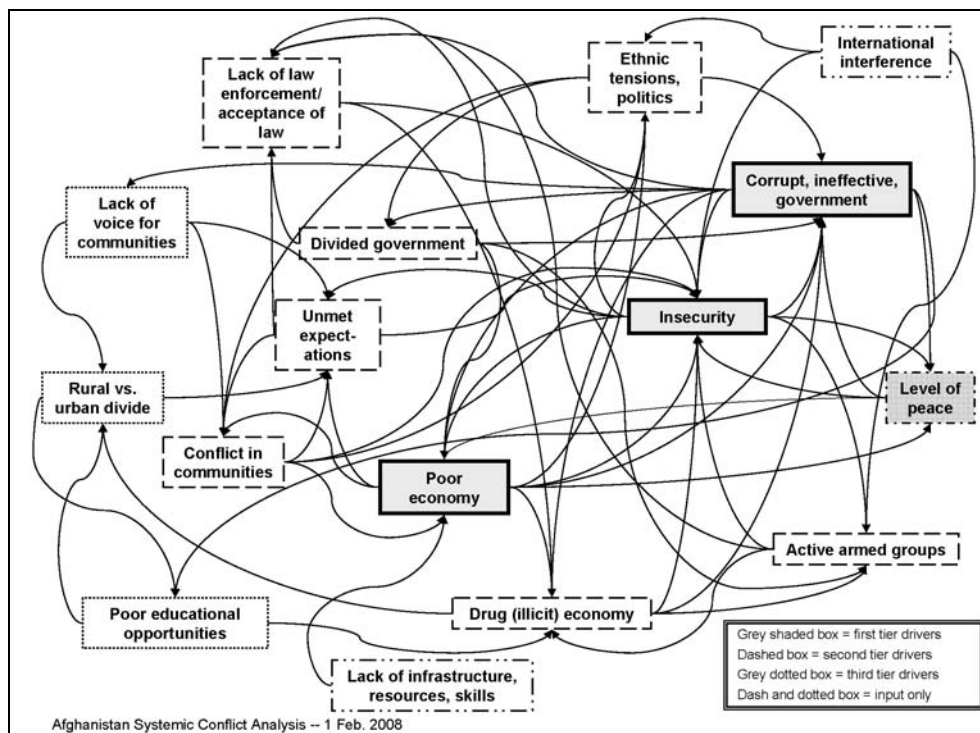 Lack of law
enforcement/
acceptance of
law
Ethnic
tensions,
politics
International
interference
Corrupt, ineffective,
government
Lack of
voice for
communities
Divided government
Insecurity
Unmet
expect-
ations
Rural vs.
urban divide
Level of
peace
Conflict in
communities
Poor
economy
Active armed groups
Poor educational
opportunities
Drug (illicit) economy
Lack of infrastructure,
resources, skills
Grey shaded box = first tier drivers
Dashed box = second tier drivers
Grey dotted box = third tier drivers
Dash and dotted box = input only
Afghanistan Systemic Conflict Analysis -- 1 Feb. 2008